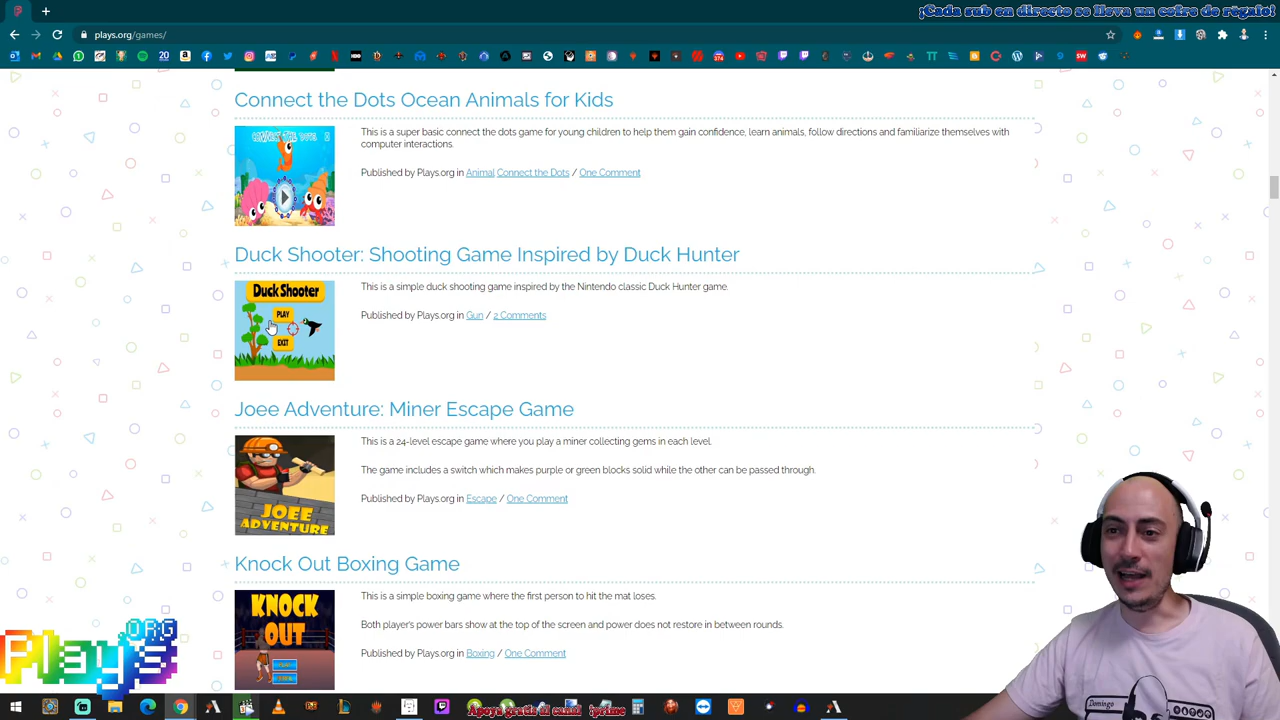 ¡Cada sub en directo se lleva un cofre de regalo!
plays.org/games/
Connect the Dots Ocean Animals for Kids
CONNECT THE DOTS 2
This is a super basic connect the dots game for young children to help them gain confidence, learn animals, follow directions and familiarize themselves with
computer interactions.
Published by Plays.org in Animal Connect the Dots / One Comment
Duck Shooter: Shooting Game Inspired by Duck Hunter
Duck Shooter
PLAY
EXIT
This is a simple duck shooting game inspired by the Nintendo classic Duck Hunter game.
Published by Plays.org in Gun / 2 Comments
Joee Adventure: Miner Escape Game
JOEE
ADVENTURE
This is a 24-level escape game where you play a miner collecting gems in each level.
The game includes a switch which makes purple or green blocks solid while the other can be passed through.
Published by Plays.org in Escape / One Comment
Knock Out Boxing Game
KNOCK
OUT
This is a simple boxing game where the first person to hit the mat loses.
Both player's power bars show at the top of the screen and power does not restore in between rounds.
Published by Plays.org in Boxing / One Comment
Plays.ORG
Domingo